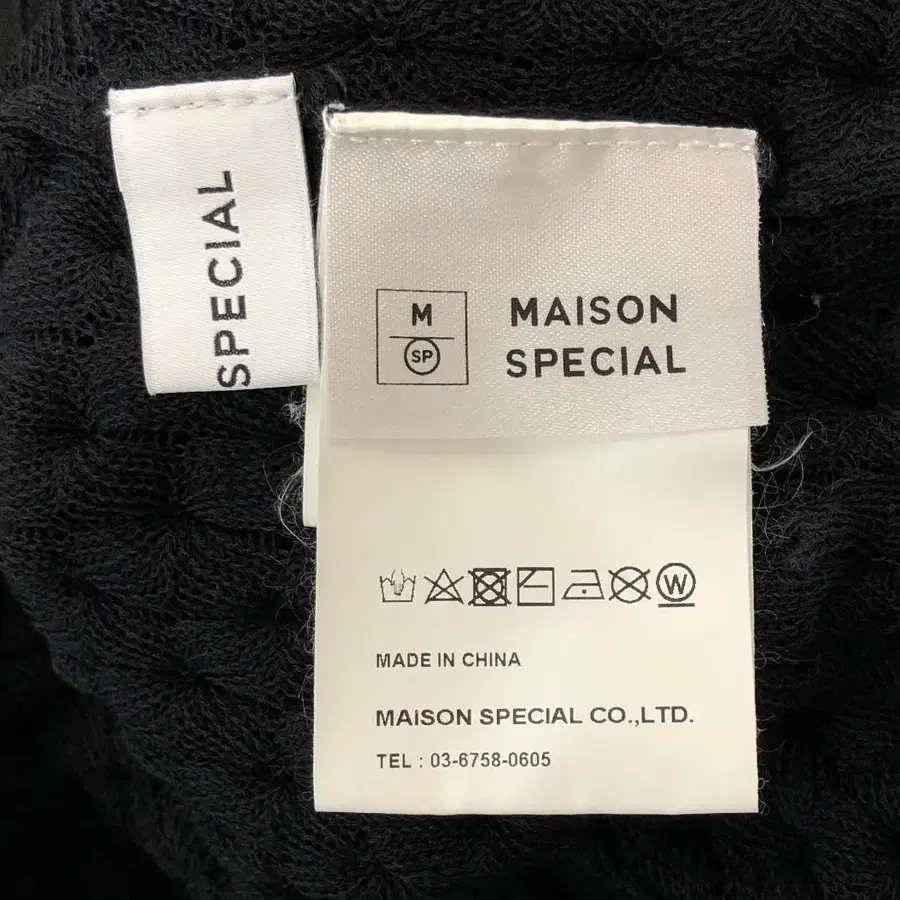 SPECIAL
M
SP
MAISON
SPECIAL
W
MADE IN CHINA
MAISON SPECIAL CO.,LTD.
TEL : 03-6758-0605